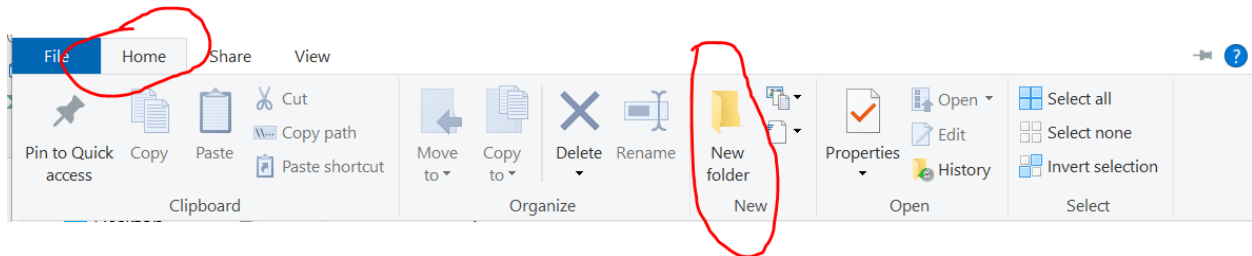 File Home Share View
Pin to Quick access
Copy
Paste
Cut
Copy path
Paste shortcut
Clipboard
Move to
Copy to
Delete
Rename
Organize
New folder
New
Properties
Open
Edit
History
Open
Select all
Select none
Invert selection
Select